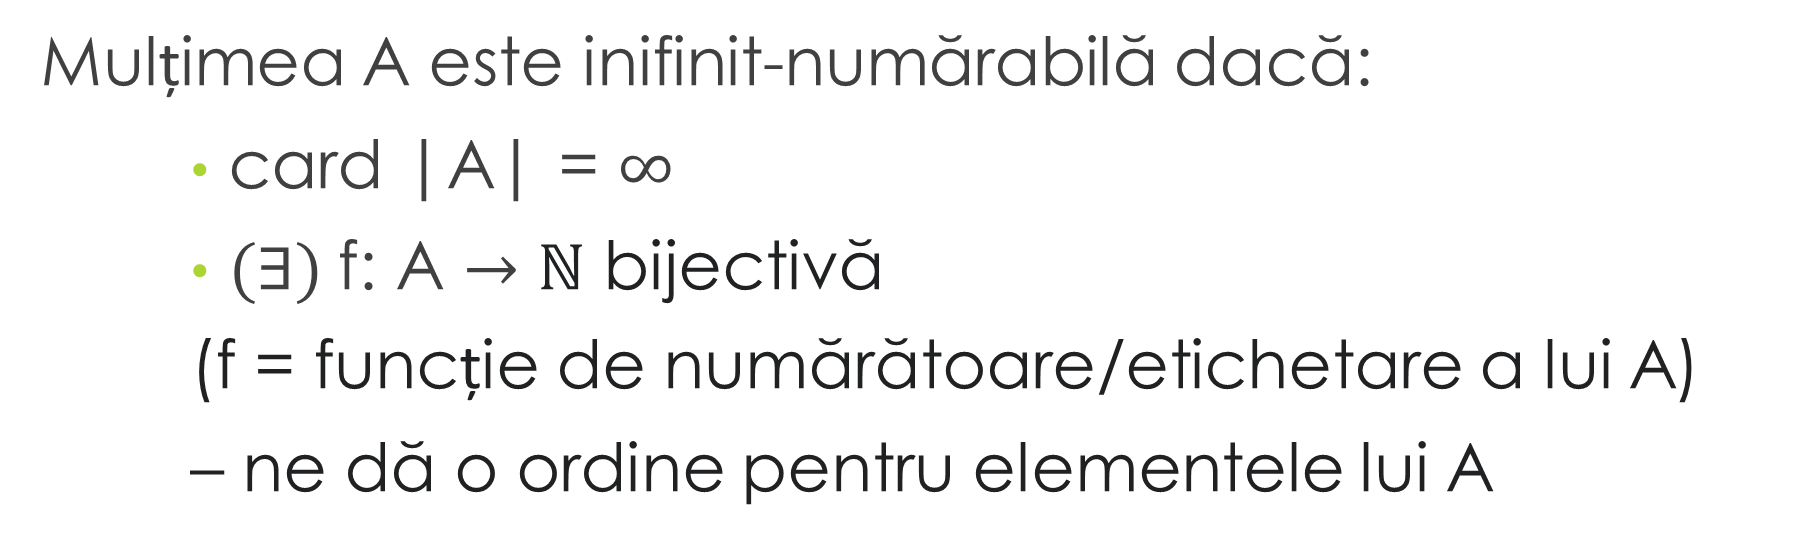 Mulțimea A este inifinit-numărabilă dacă:
• card |A| = ∞
• (∃) f: A → ℕ bijectivă
(f = funcție de numărătoare/etichetare a lui A)
– ne dă o ordine pentru elementele lui A